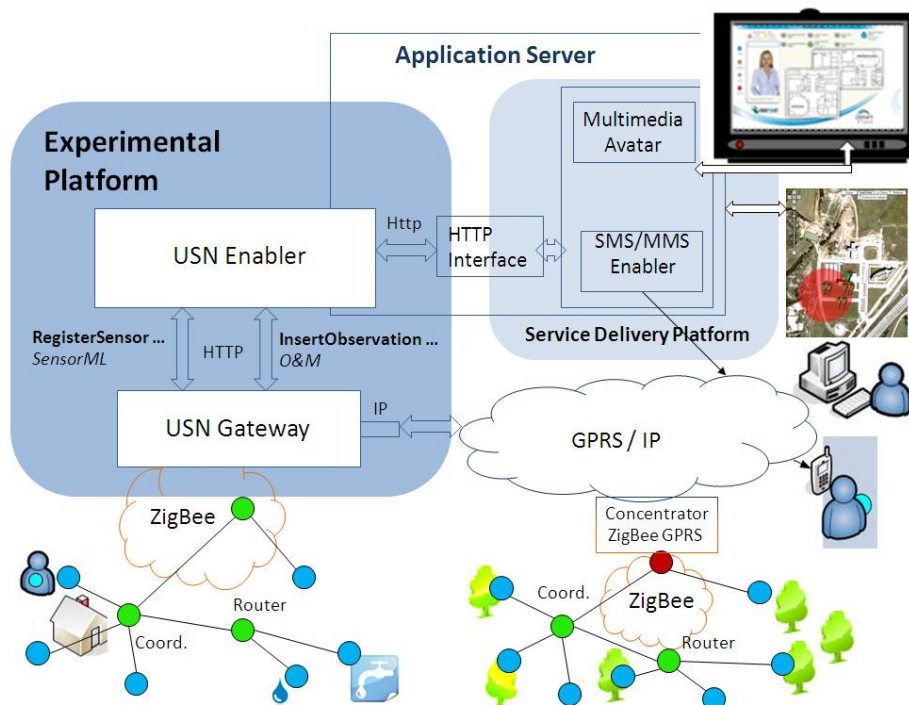 Application Server
Experimental
Platform
Multimedia
Avatar
USN Enabler
Http
HTTP
Interface
SMS/MMS
Enabler
Service Delivery Platform
RegisterSensor ...
SensorML
HTTP
InsertObservation ...
O&M
USN Gateway
IP
GPRS / IP
ZigBee
Concentrator
ZigBee GPRS
Coord.
Router
Coord.
ZigBee
Router